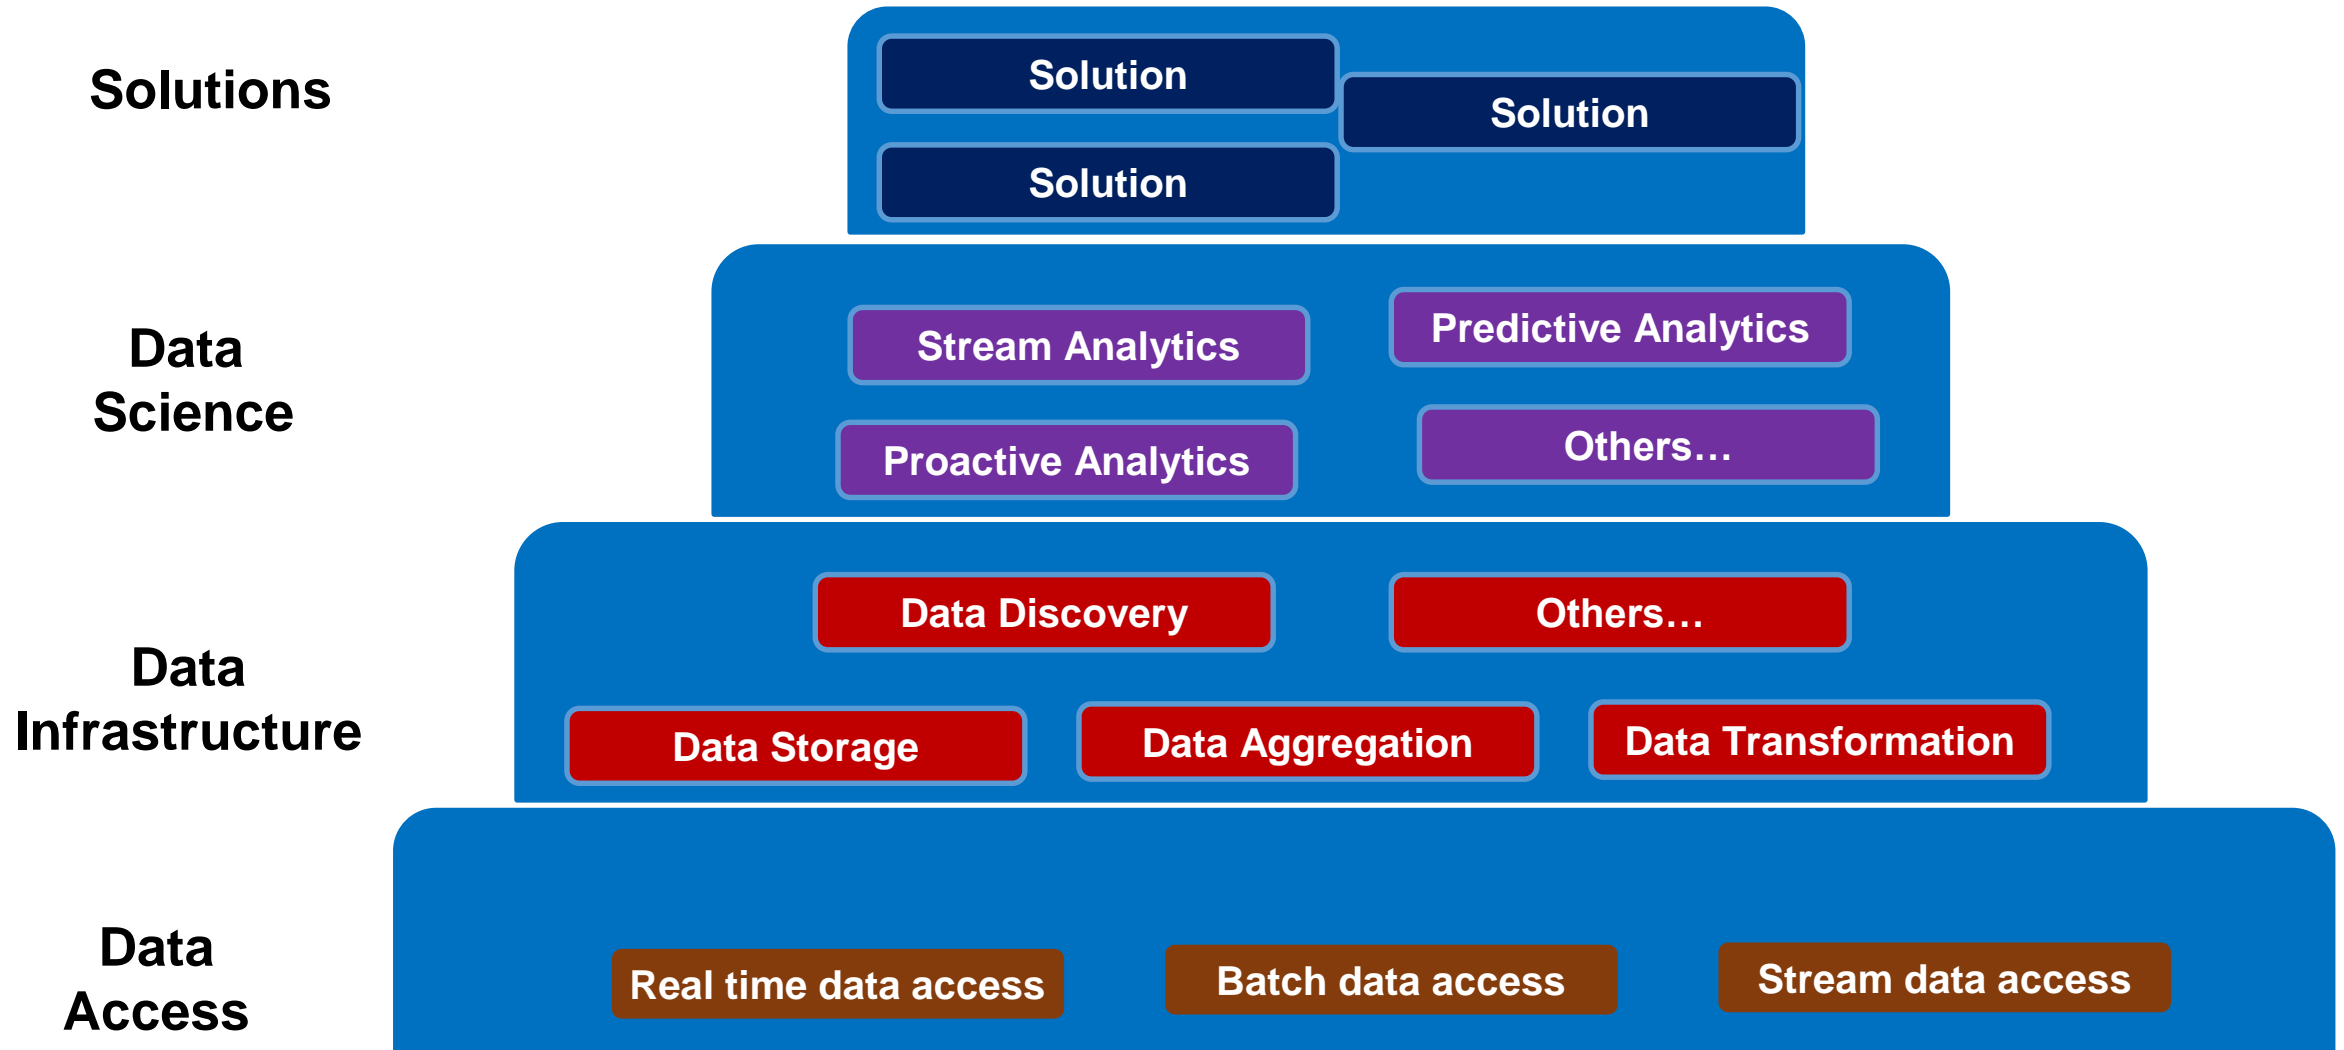 Solutions
Solution
Solution
Solution
Data
Science
Stream Analytics
Predictive Analytics
Proactive Analytics
Others…
Data
Infrastructure
Data Discovery
Others…
Data Storage
Data Aggregation
Data Transformation
Data
Access
Real time data access
Batch data access
Stream data access